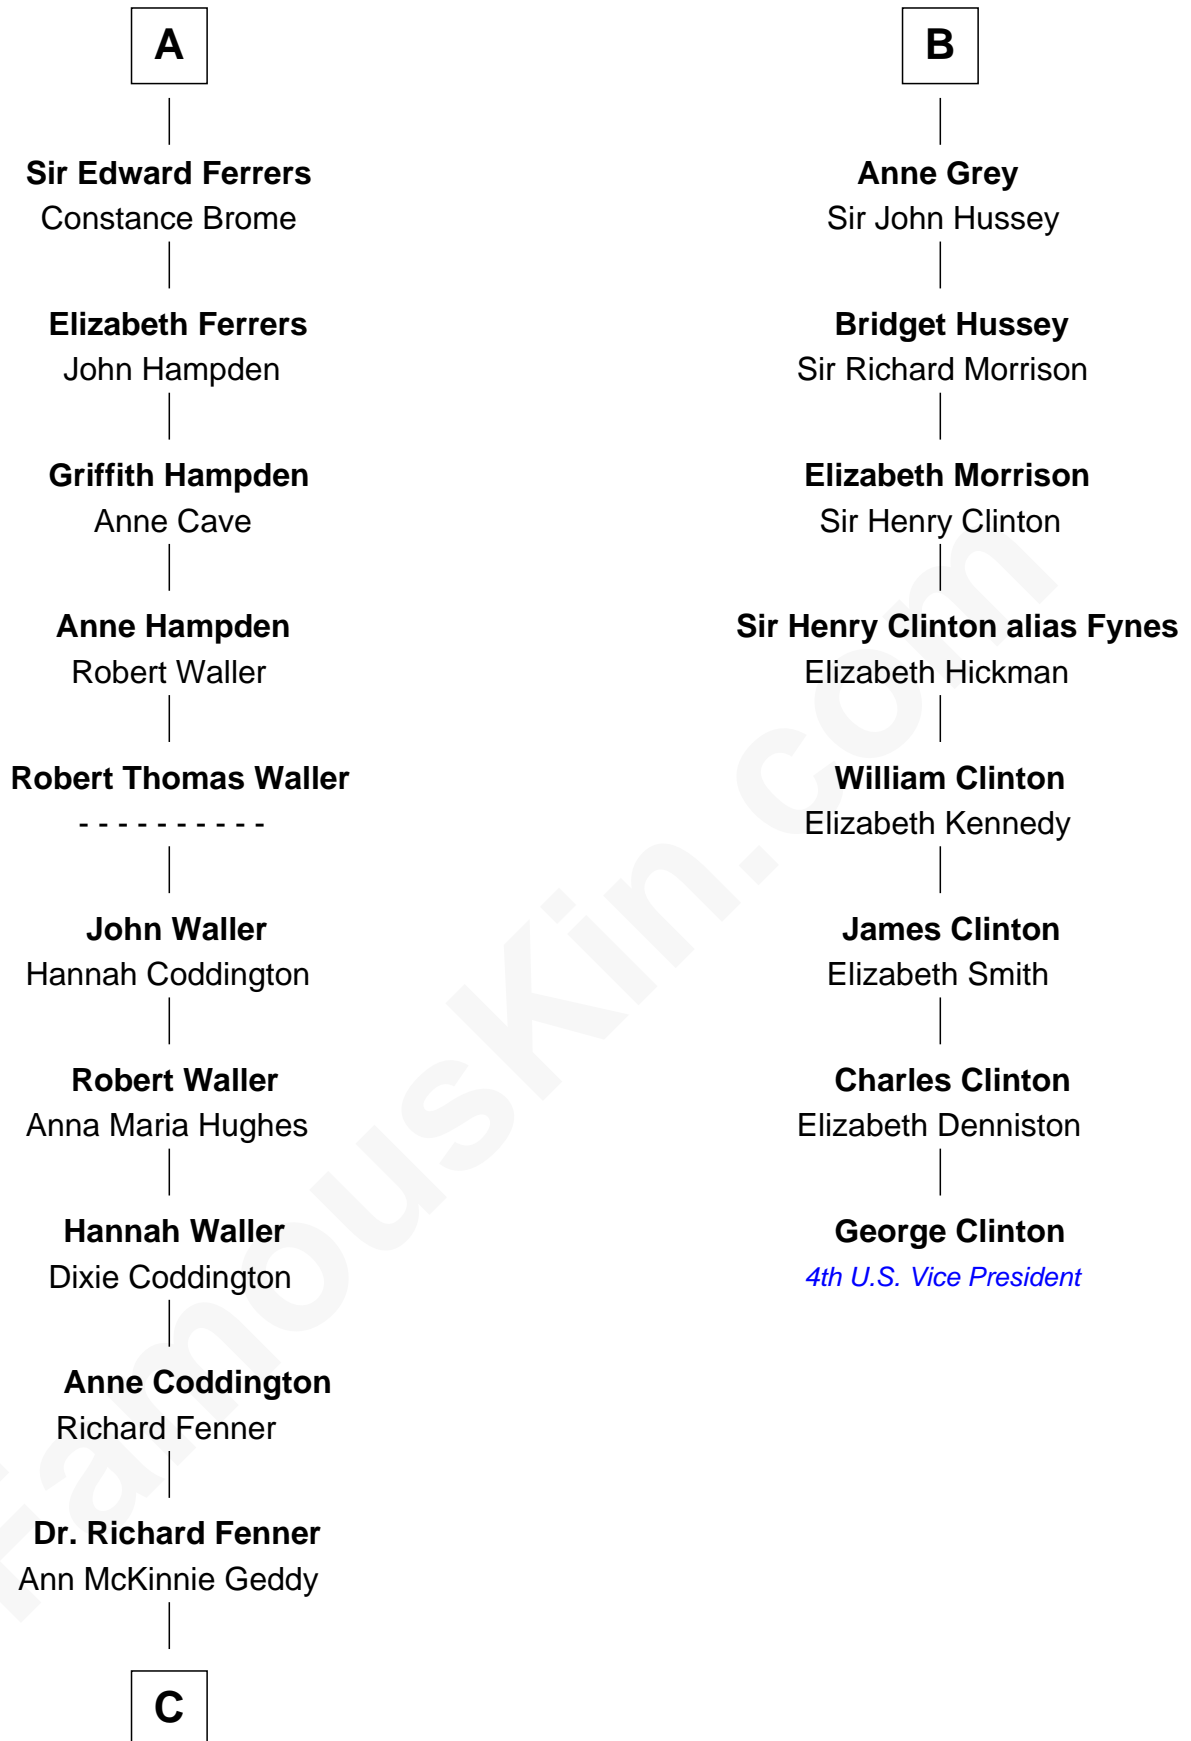 A
Sir Edward Ferrers
Constance Brome
Elizabeth Ferrers
John Hampden
Griffith Hampden
Anne Cave
Anne Hampden
Robert Waller
Robert Thomas Waller
- - - - - - - - - -
John Waller
Hannah Coddington
Robert Waller
Anna Maria Hughes
Hannah Waller
Dixie Coddington
Anne Coddington
Richard Fenner
Dr. Richard Fenner
Ann McKinnie Geddy
C
B
Anne Grey
Sir John Hussey
Bridget Hussey
Sir Richard Morrison
Elizabeth Morrison
Sir Henry Clinton
Sir Henry Clinton alias Fynes
Elizabeth Hickman
William Clinton
Elizabeth Kennedy
James Clinton
Elizabeth Smith
Charles Clinton
Elizabeth Denniston
George Clinton
4th U.S. Vice President
FamousKin.com